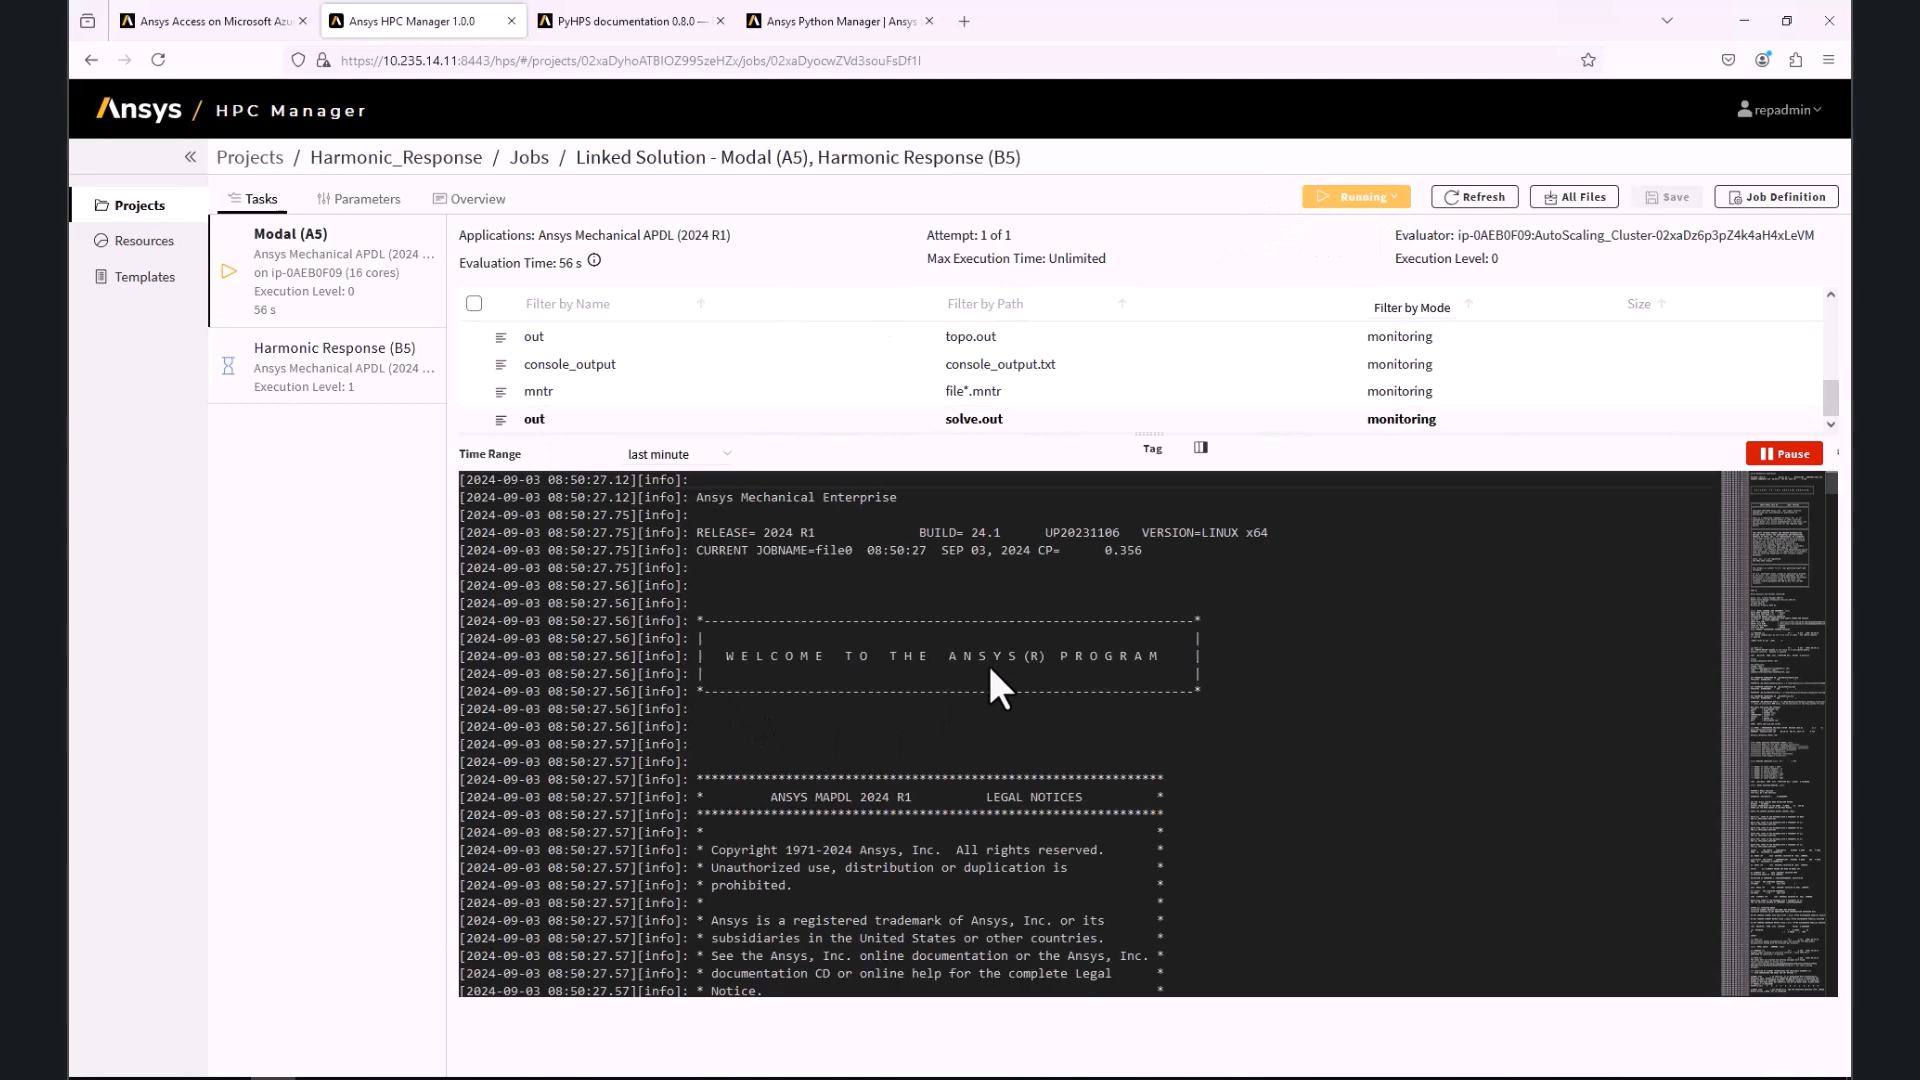 Ansys Access on Microsoft Azu
Ansys HPC Manager 1.0.0
PyHPS documentation 0.8.0 —
Ansys Python Manager | Ansys
https://10.235.14.11:8443/hps/#/projects/02xaDyhoATBIOZ995zeHZx/jobs/02xaDyocwZVd3souFsDf1I
Ansys / HPC Manager
repadmin
Projects / Harmonic_Response / Jobs / Linked Solution - Modal (A5), Harmonic Response (B5)
Projects
Resources
Templates
Tasks
Parameters
Overview
Running
Refresh
All Files
Save
Job Definition
Modal (A5)
Ansys Mechanical APDL (2024 ...
on ip-0AEB0F09 (16 cores)
Execution Level: 0
56 s
Harmonic Response (B5)
Ansys Mechanical APDL (2024 ...
Execution Level: 1
Applications: Ansys Mechanical APDL (2024 R1)
Attempt: 1 of 1
Evaluator: ip-0AEB0F09:AutoScaling_Cluster-02xaDz6p3pZ4k4aH4xLeVM
Evaluation Time: 56 s
Max Execution Time: Unlimited
Execution Level: 0
Filter by Name
Filter by Path
Filter by Mode
Size
out topo.out monitoring
console_output console_output.txt monitoring
mntr file*.mntr monitoring
out solve.out monitoring
Time Range last minute
Tag
Pause
[2024-09-03 08:50:27.12][info]:
[2024-09-03 08:50:27.12][info]: Ansys Mechanical Enterprise
[2024-09-03 08:50:27.75][info]:
[2024-09-03 08:50:27.75][info]: RELEASE= 2024 R1 BUILD= 24.1 UP20231106 VERSION=LINUX x64
[2024-09-03 08:50:27.75][info]: CURRENT JOBNAME=file0 08:50:27 SEP 03, 2024 CP= 0.356
[2024-09-03 08:50:27.75][info]:
[2024-09-03 08:50:27.56][info]:
[2024-09-03 08:50:27.56][info]:
[2024-09-03 08:50:27.56][info]: *------------------------------------------------------------------*
[2024-09-03 08:50:27.56][info]: | |
[2024-09-03 08:50:27.56][info]: | W E L C O M E T O T H E A N S Y S (R) P R O G R A M |
[2024-09-03 08:50:27.56][info]: | |
[2024-09-03 08:50:27.56][info]: *------------------------------------------------------------------*
[2024-09-03 08:50:27.56][info]:
[2024-09-03 08:50:27.56][info]:
[2024-09-03 08:50:27.57][info]:
[2024-09-03 08:50:27.57][info]:
[2024-09-03 08:50:27.57][info]: ***************************************************************
[2024-09-03 08:50:27.57][info]: * ANSYS MAPDL 2024 R1 LEGAL NOTICES *
[2024-09-03 08:50:27.57][info]: ***************************************************************
[2024-09-03 08:50:27.57][info]: * *
[2024-09-03 08:50:27.57][info]: * Copyright 1971-2024 Ansys, Inc. All rights reserved. *
[2024-09-03 08:50:27.57][info]: * Unauthorized use, distribution or duplication is *
[2024-09-03 08:50:27.57][info]: * prohibited. *
[2024-09-03 08:50:27.57][info]: * *
[2024-09-03 08:50:27.57][info]: * Ansys is a registered trademark of Ansys, Inc. or its *
[2024-09-03 08:50:27.57][info]: * subsidiaries in the United States or other countries. *
[2024-09-03 08:50:27.57][info]: * See the Ansys, Inc. online documentation or the Ansys, Inc. *
[2024-09-03 08:50:27.57][info]: * documentation CD or online help for the complete Legal *
[2024-09-03 08:50:27.57][info]: * Notice. *